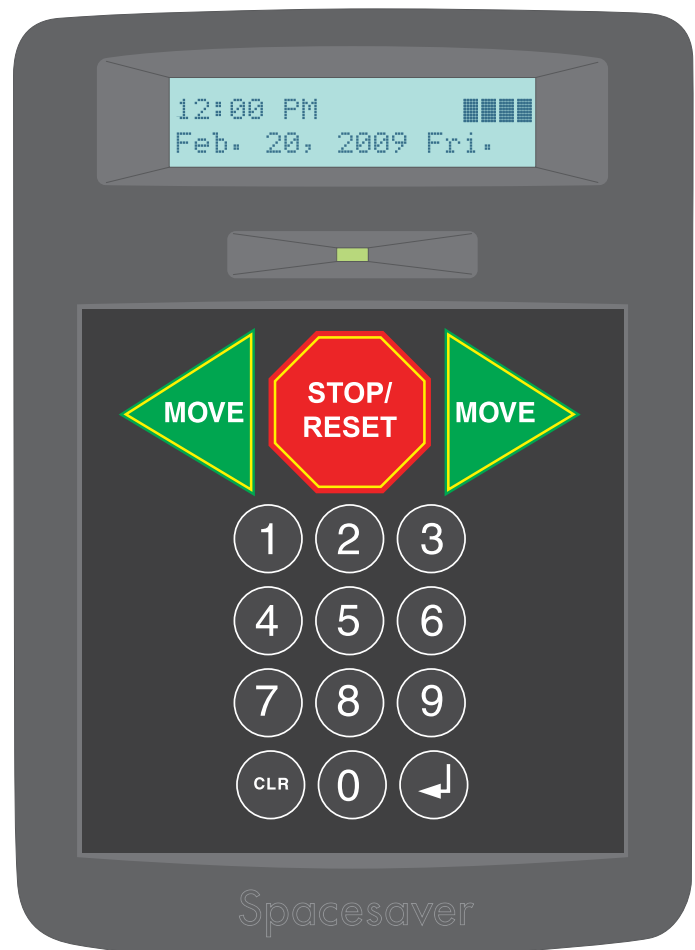 12:00 PM
Feb. 20, 2009 Fri.
MOVE
STOP/
RESET
MOVE
1 2 3
4 5 6
7 8 9
CLR 0
Spacesaver